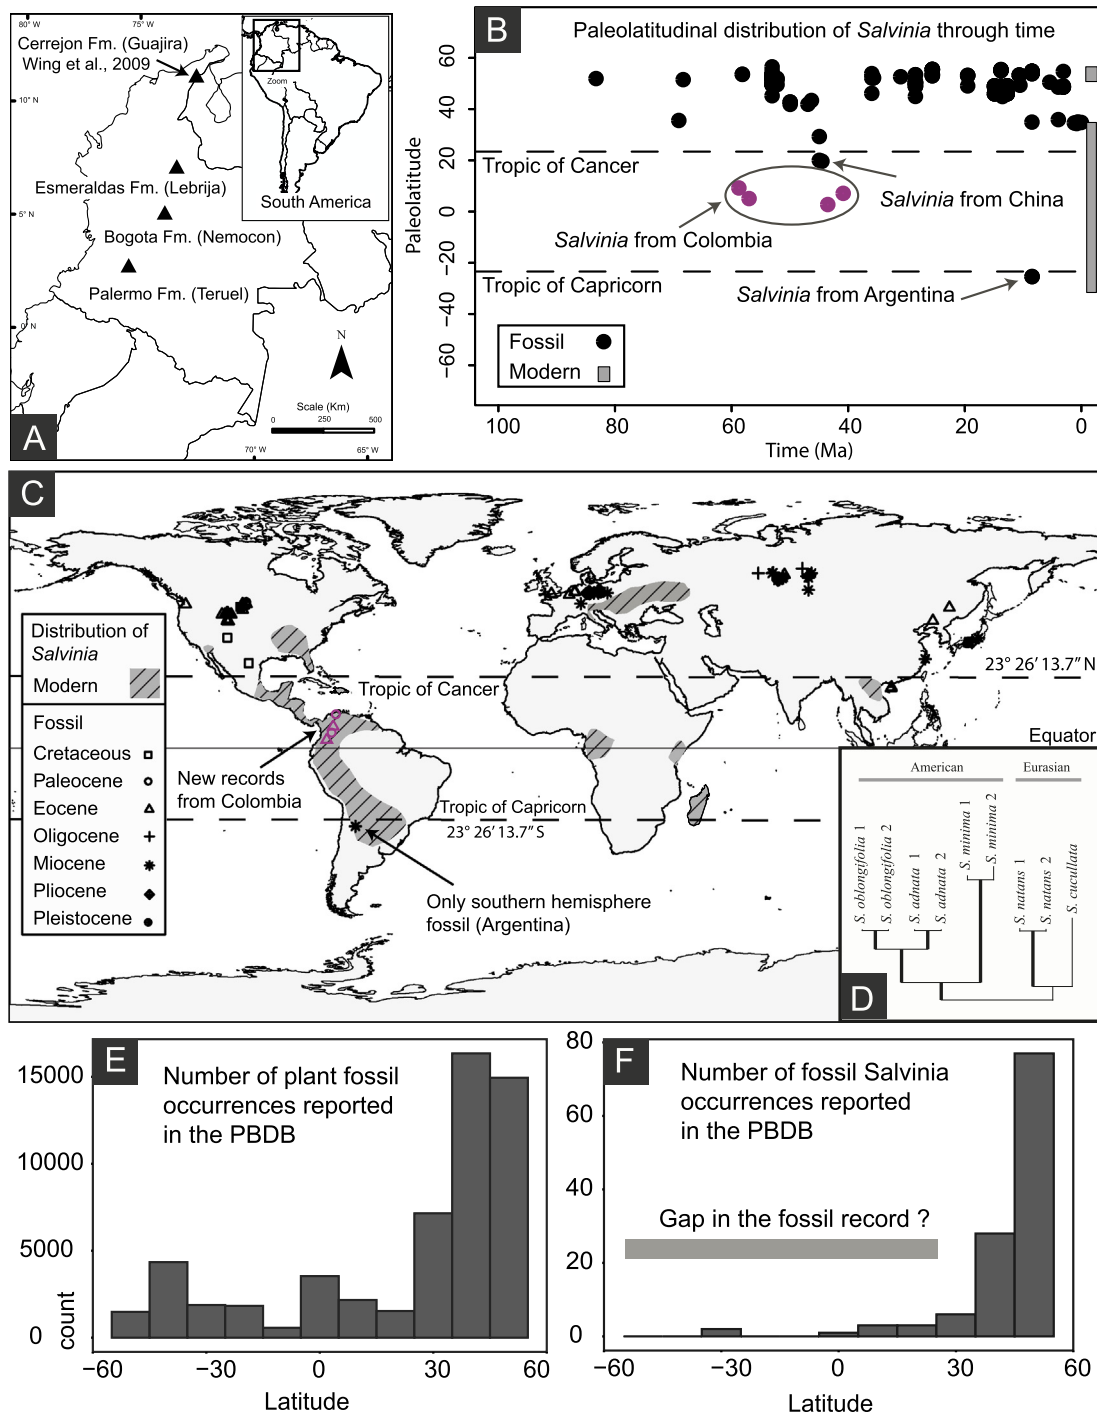 80° W
75° W
Cerrejon Fm. (Guajira)
Wing et al., 2009
10° N
Esmeraldas Fm. (Lebrija)
5° N
Bogota Fm. (Nemocon)
Palermo Fm. (Teruel)
0° N
N
Scale (Km)
0 250 500
70° W
65° W
A
Zoom
South America
B
Paleolatitudinal distribution of Salvinia through time
Paleolatitude
60
40
20
0
−20
−40
−60
Tropic of Cancer
Salvinia from China
Salvinia from Colombia
Tropic of Capricorn
Salvinia from Argentina
Fossil
Modern
100 80 60 40 20 0
Time (Ma)
C
Distribution of
Salvinia
Modern
Fossil
Cretaceous
Paleocene
Eocene
Oligocene
Miocene
Pliocene
Pleistocene
Tropic of Cancer
23° 26′ 13.7″ N
Equator
New records
from Colombia
Tropic of Capricorn
23° 26′ 13.7″ S
Only southern hemisphere
fossil (Argentina)
D
American
Eurasian
S. oblongifolia 1
S. oblongifolia 2
S. adnata 1
S. adnata 2
S. minima 1
S. minima 2
S. natans 1
S. natans 2
S. cucullata
E
Number of plant fossil
occurrences reported
in the PBDB
15000
10000
5000
0
count
−60 −30 0 30 60
Latitude
F
Number of fossil Salvinia
occurrences reported
in the PBDB
Gap in the fossil record ?
80
60
40
20
0
−60 −30 0 30 60
Latitude